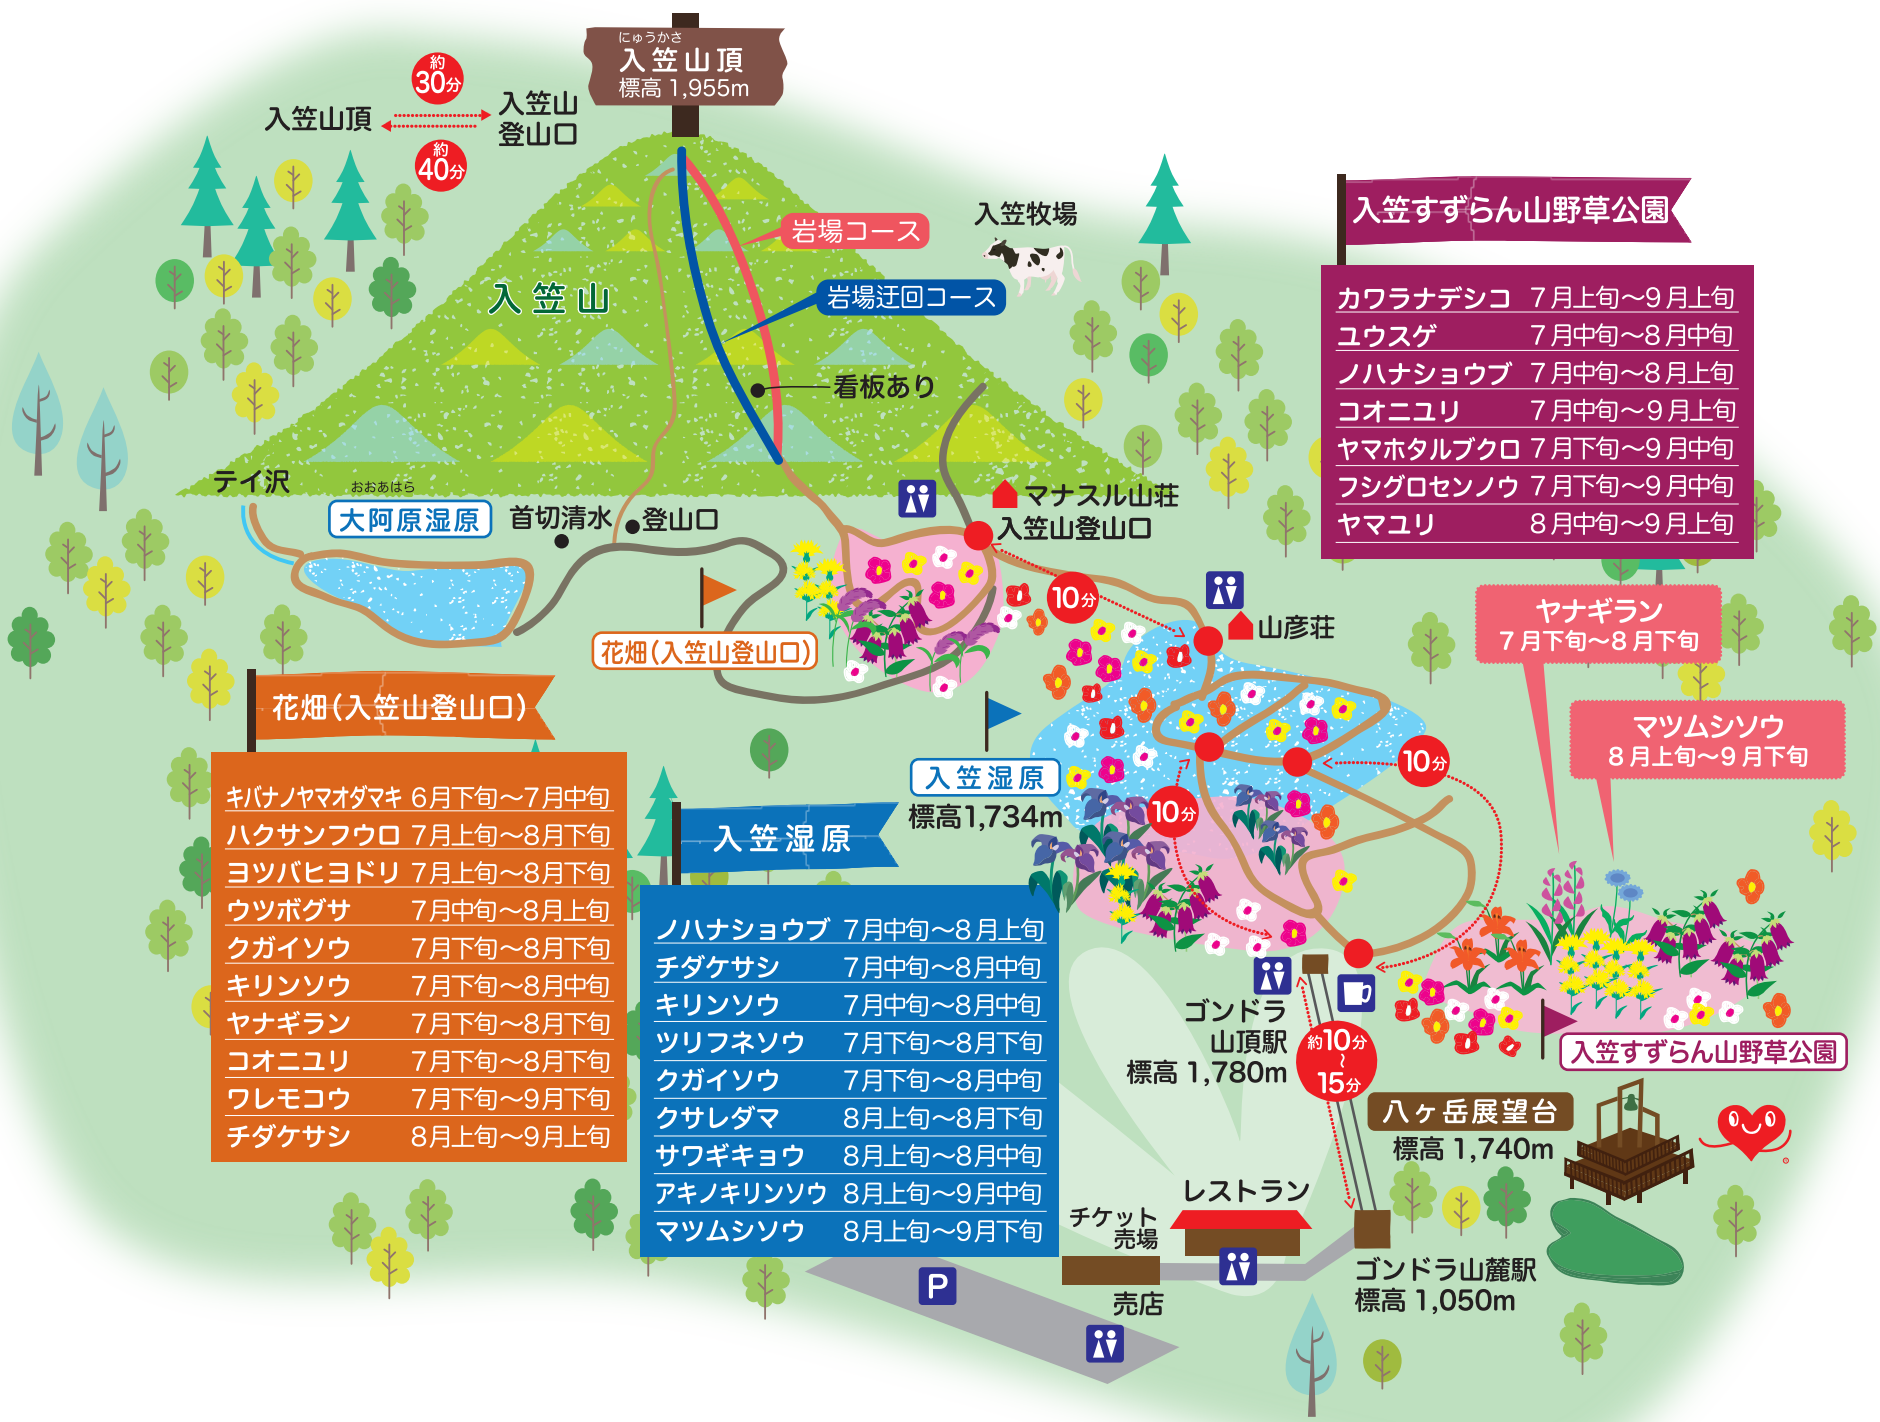 にゅうかさ
入笠山頂
標高 1,955m
約
30分
入笠山頂
入笠山
登山口
約
40分
入笠牧場
岩場コース
岩場迂回コース
入笠山
看板あり
入笠すずらん山野草公園
カワラナデシコ 7月上旬〜9月上旬
ユウスゲ 7月中旬〜8月中旬
ノハナショウブ 7月中旬〜8月上旬
コオニユリ 7月中旬〜9月上旬
ヤマホタルブクロ 7月下旬〜9月中旬
フシグロセンノウ 7月下旬〜9月中旬
ヤマユリ 8月中旬〜9月上旬
テイ沢
おおあはら
大阿原湿原
首切清水
登山口
マナスル山荘
入笠山登山口
10分
山彦荘
花畑(入笠山登山口)
ヤナギラン
7月下旬〜8月下旬
マツムシソウ
8月上旬〜9月下旬
花畑(入笠山登山口)
キバナノヤマオダマキ 6月下旬〜7月中旬
ハクサンフウロ 7月上旬〜8月下旬
ヨツバヒヨドリ 7月上旬〜8月下旬
ウツボグサ 7月中旬〜8月上旬
クガイソウ 7月下旬〜8月下旬
キリンソウ 7月下旬〜8月中旬
ヤナギラン 7月下旬〜8月下旬
コオニユリ 7月下旬〜8月下旬
ワレモコウ 7月下旬〜9月下旬
チダケサシ 8月上旬〜9月上旬
入笠湿原
標高1,734m
10分
10分
入笠湿原
ノハナショウブ 7月中旬〜8月上旬
チダケサシ 7月中旬〜8月中旬
キリンソウ 7月中旬〜8月中旬
ツリフネソウ 7月下旬〜8月下旬
クガイソウ 7月下旬〜8月中旬
クサレダマ 8月上旬〜8月下旬
サワギキョウ 8月上旬〜8月中旬
アキノキリンソウ 8月上旬〜9月中旬
マツムシソウ 8月上旬〜9月下旬
ゴンドラ
山頂駅
標高 1,780m
約10分
〜
15分
入笠すずらん山野草公園
八ヶ岳展望台
標高 1,740m
レストラン
チケット
売場
売店
P
ゴンドラ山麓駅
標高 1,050m